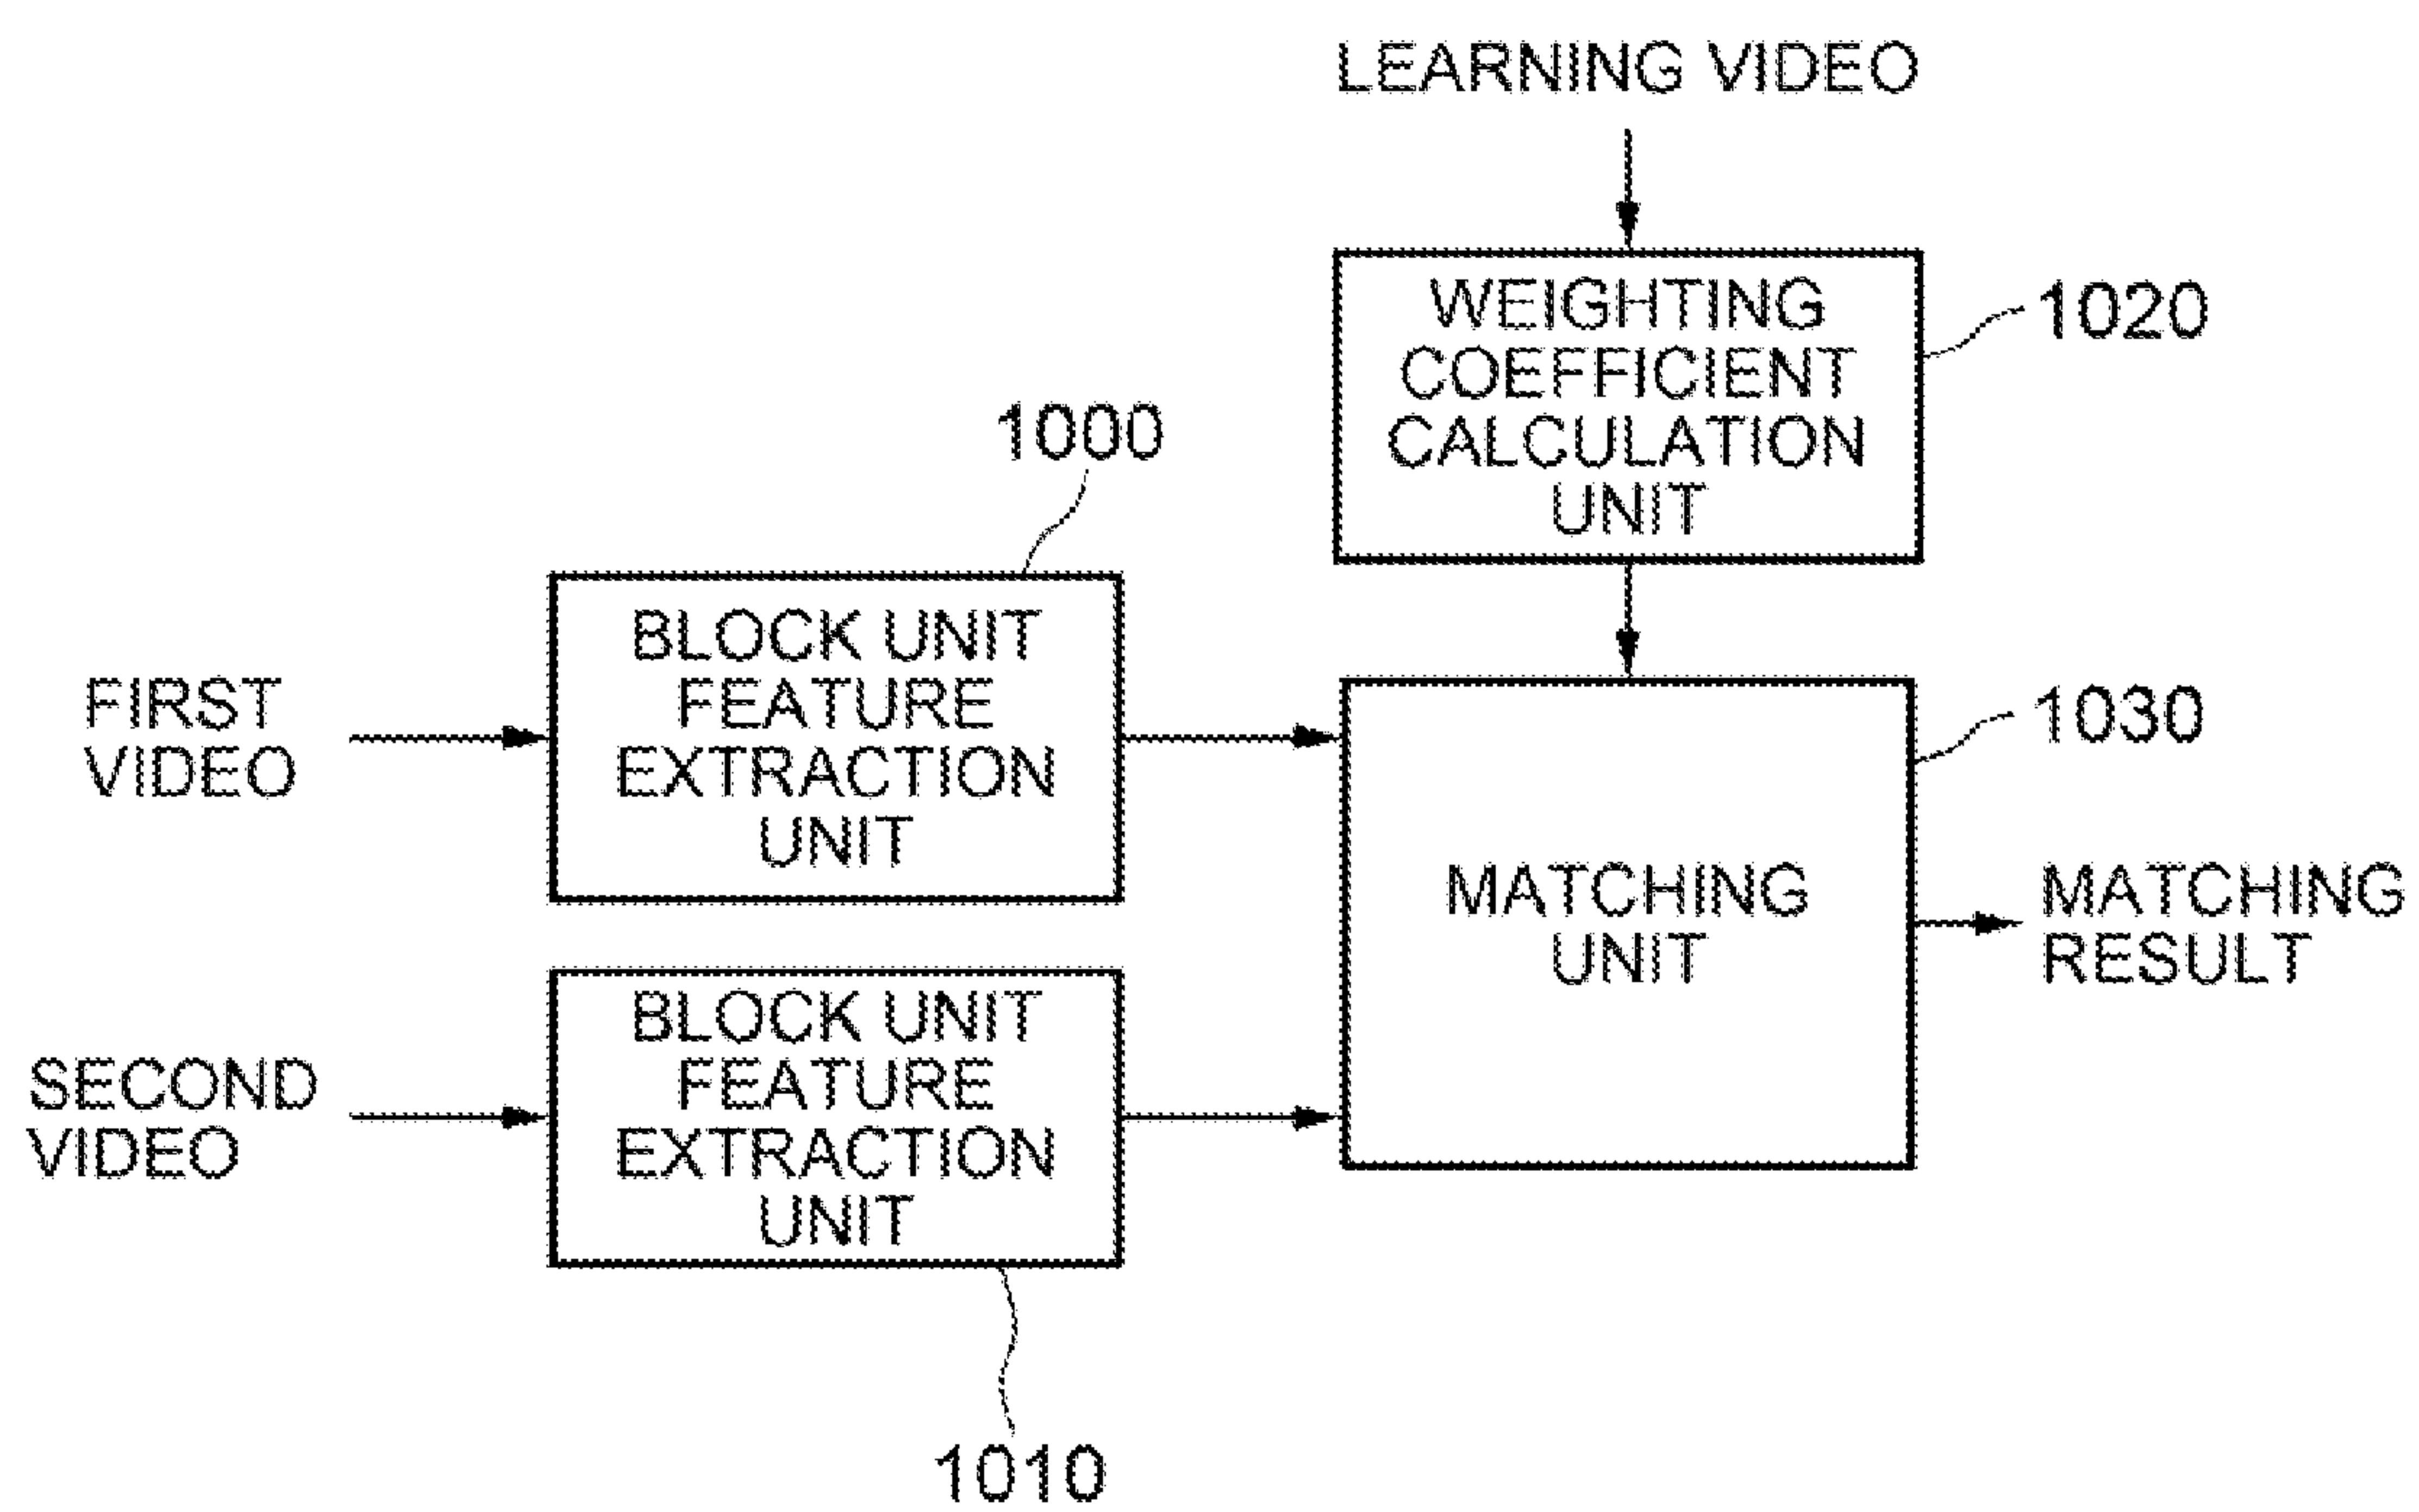 LEARNING VIDEO
WEIGHTING
COEFFICIENT
CALCULATION
UNIT
1020
1000
BLOCK UNIT
FEATURE
EXTRACTION
UNIT
FIRST
VIDEO
1030
MATCHING
UNIT
MATCHING
RESULT
BLOCK UNIT
FEATURE
EXTRACTION
UNIT
SECOND
VIDEO
1010